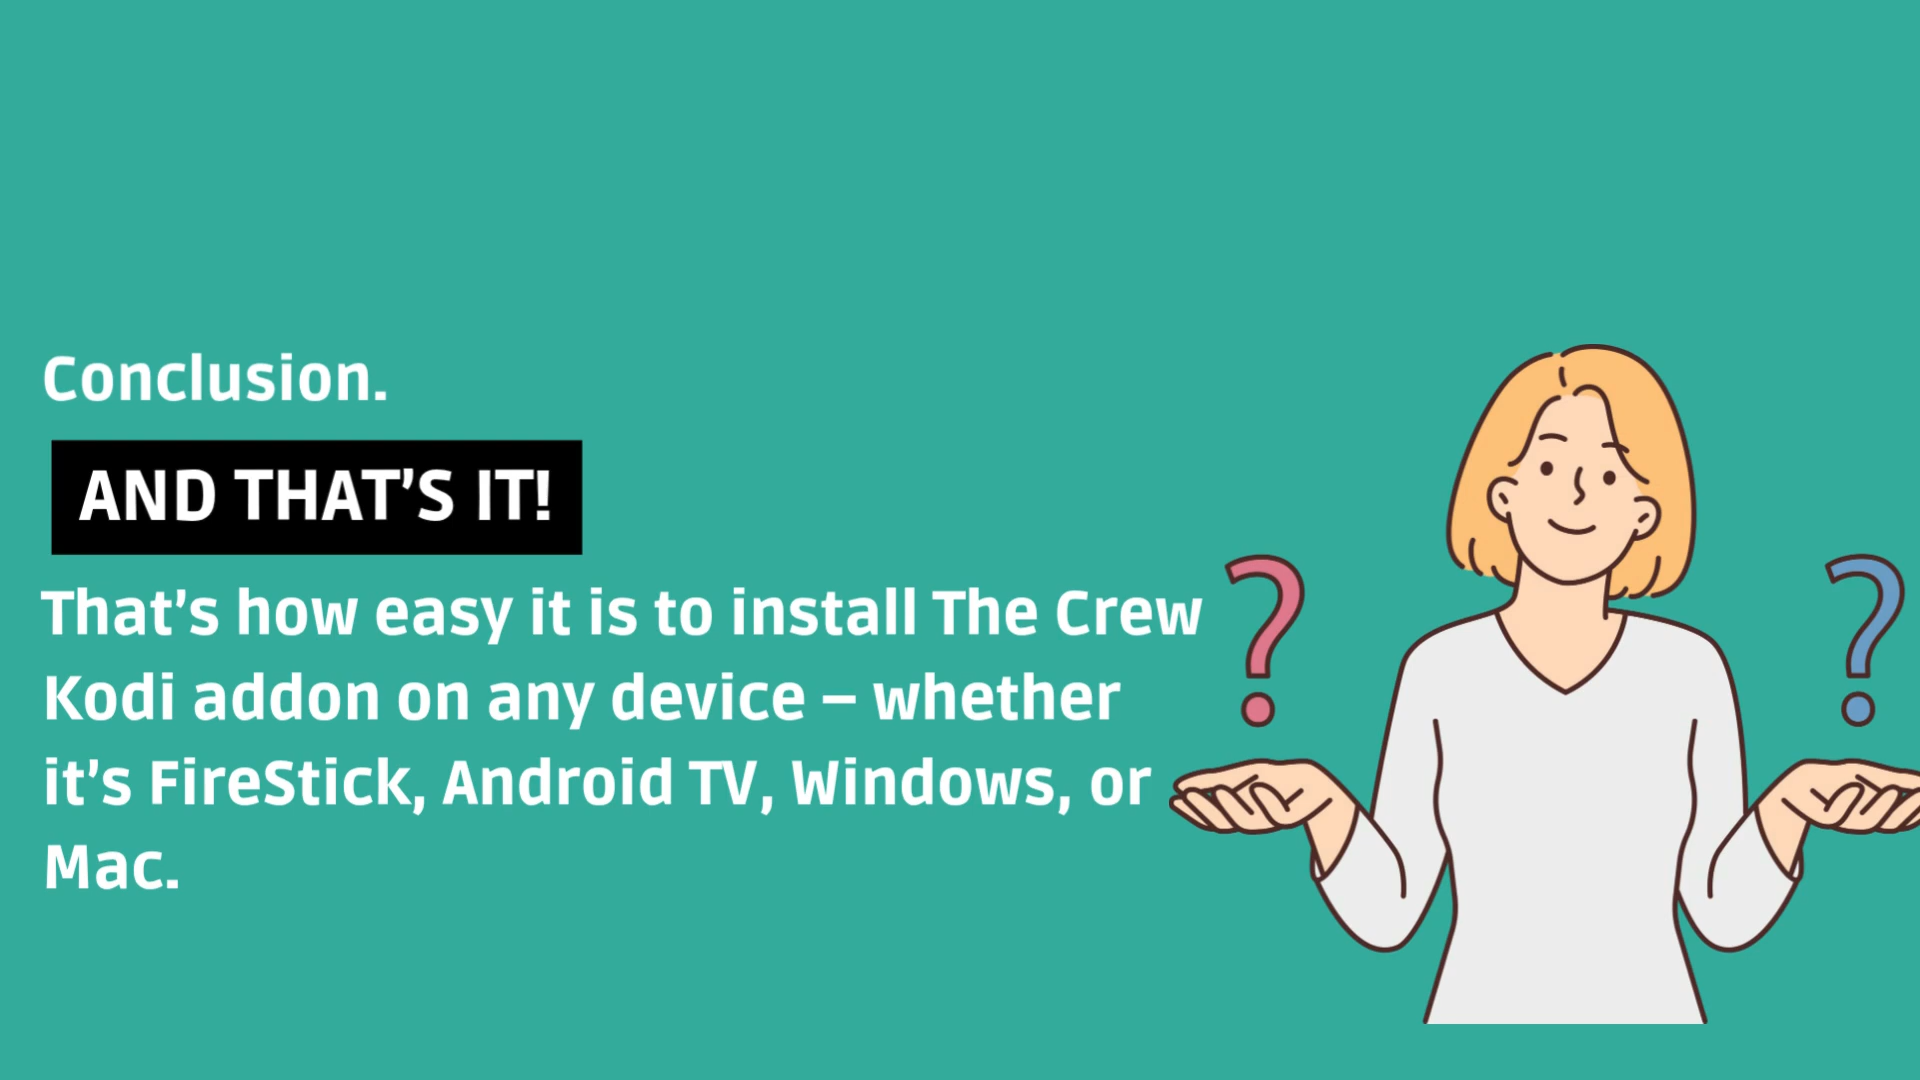 Conclusion.
AND THAT’S IT!
That’s how easy it is to install The Crew
Kodi addon on any device – whether
it’s FireStick, Android TV, Windows, or
Mac.
? ?